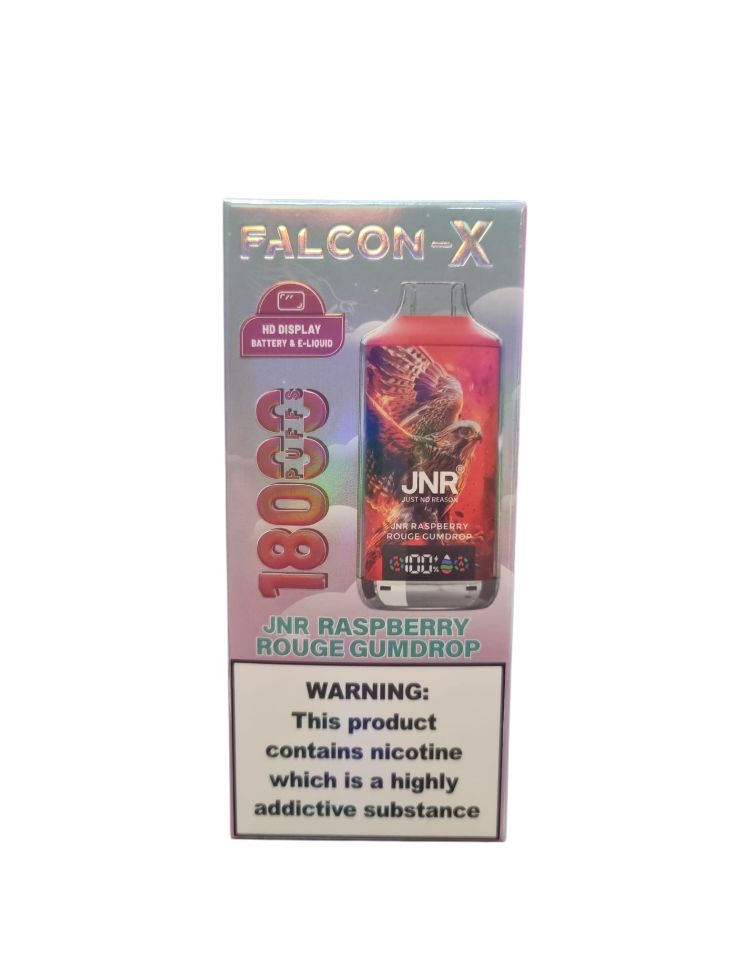 FALCON-X
HD DISPLAY
BATTERY & E-LIQUID
18000
PUFFS
JNR®
JUST NO REASON
JNR RASPBERRY
ROUGE GUMDROP
100%
JNR RASPBERRY
ROUGE GUMDROP
WARNING:
This product
contains nicotine
which is a highly
addictive substance